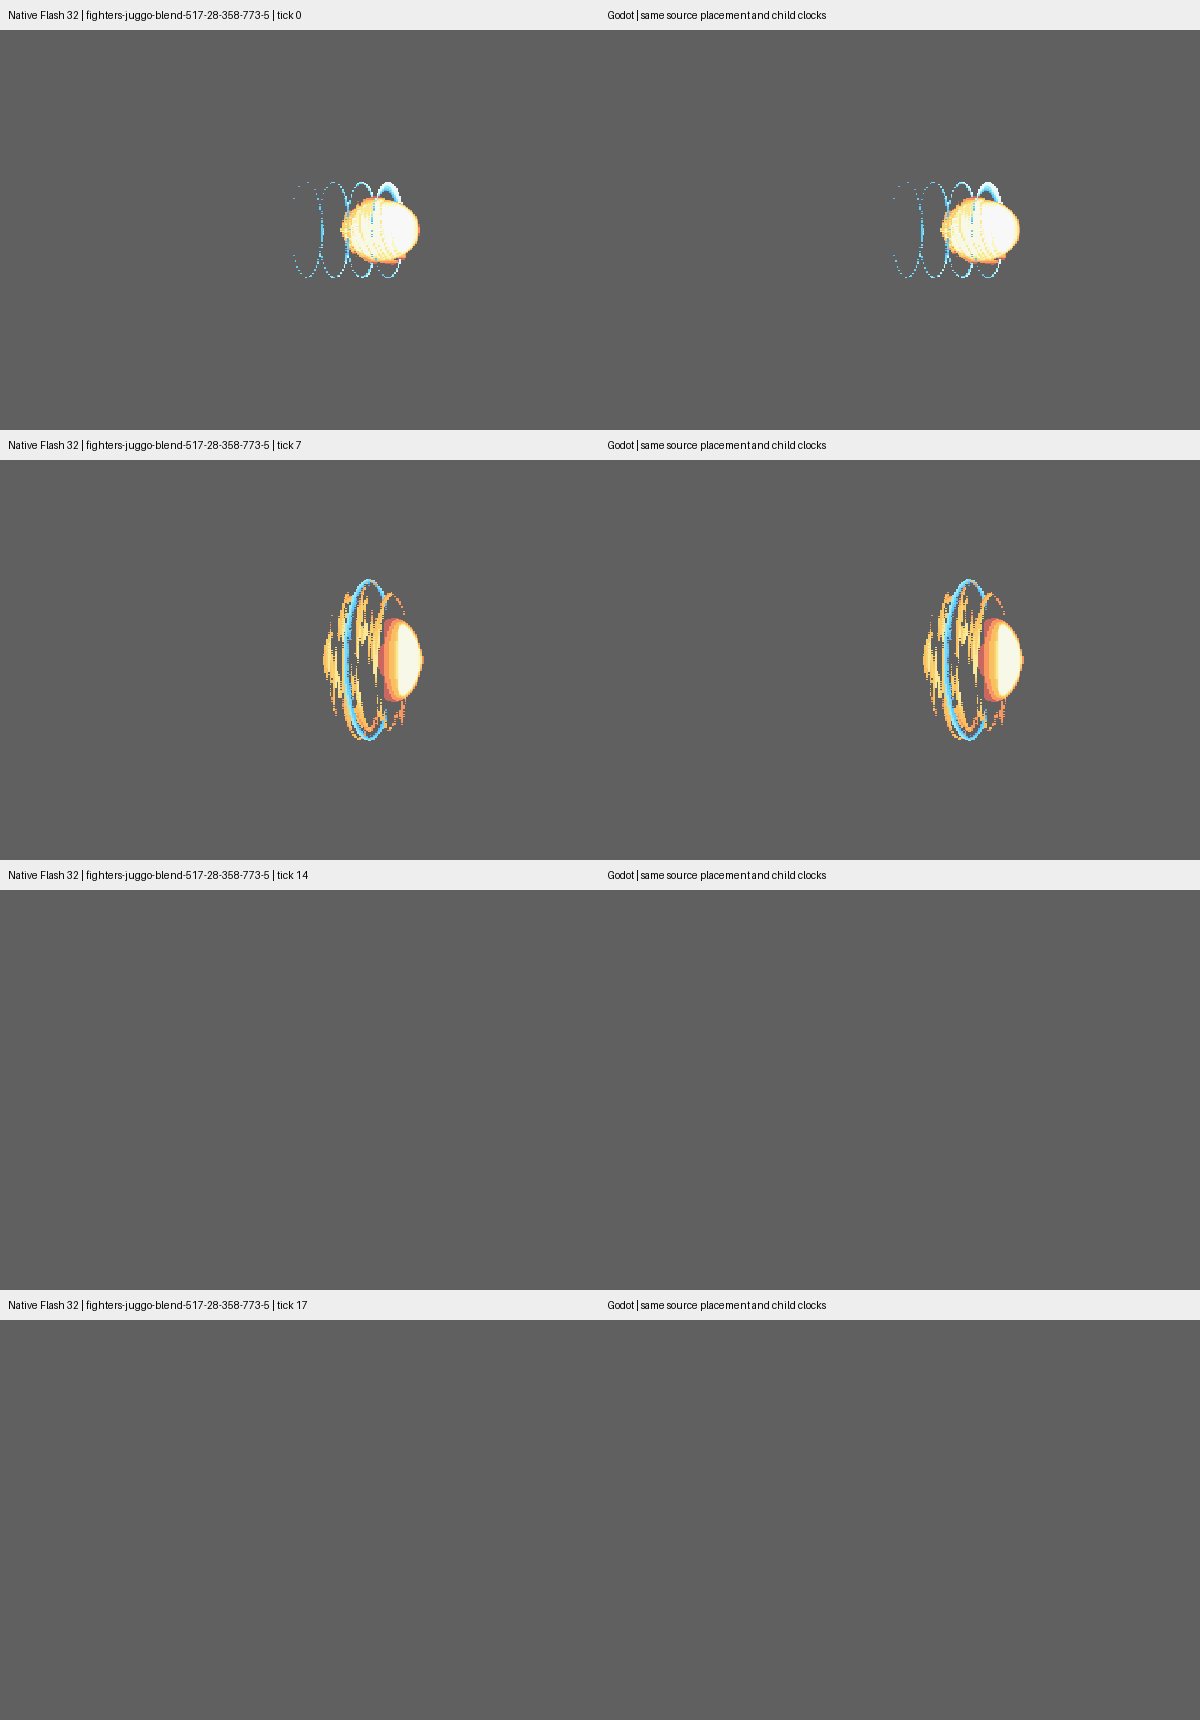 Native Flash 32 | fighters-juggo-blend-517-28-358-773-5 | tick 0
Godot | same source placement and child clocks
Native Flash 32 | fighters-juggo-blend-517-28-358-773-5 | tick 7
Godot | same source placement and child clocks
Native Flash 32 | fighters-juggo-blend-517-28-358-773-5 | tick 14
Godot | same source placement and child clocks
Native Flash 32 | fighters-juggo-blend-517-28-358-773-5 | tick 17
Godot | same source placement and child clocks